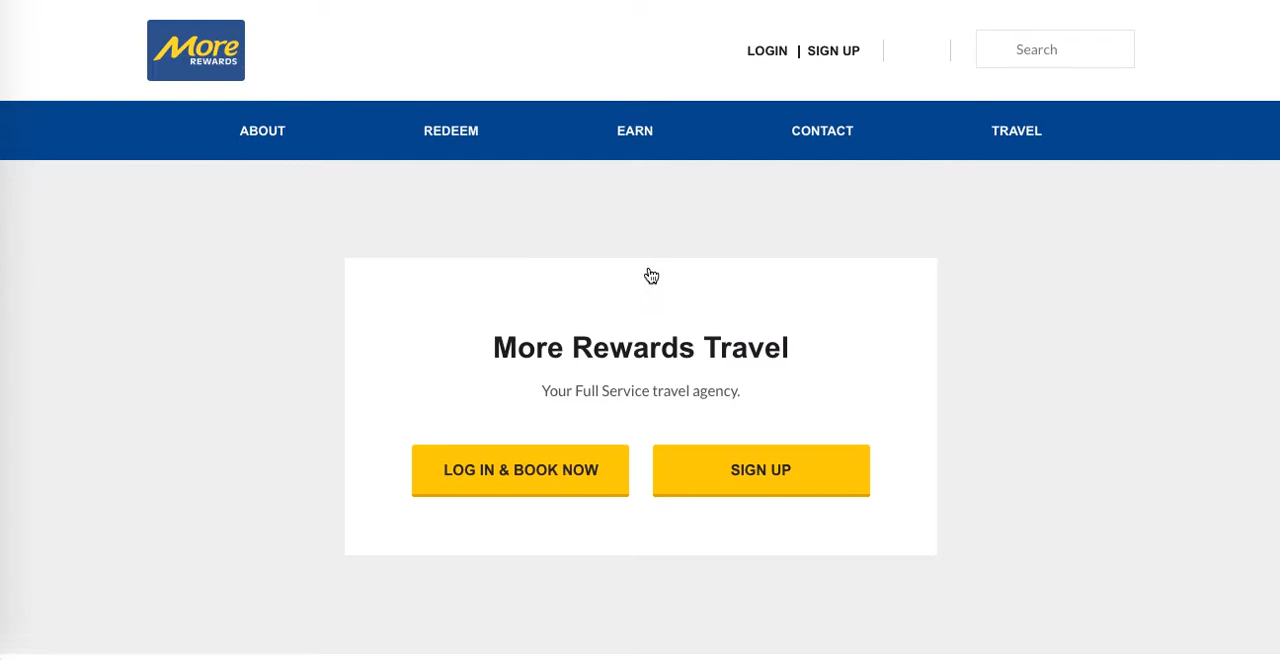 More
REWARDS
LOGIN | SIGN UP
Search
ABOUT REDEEM EARN CONTACT TRAVEL
More Rewards Travel
Your Full Service travel agency.
LOG IN & BOOK NOW SIGN UP